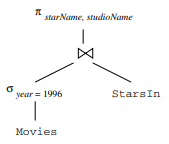 π starName, studioName
⋈
σ year = 1996
StarsIn
Movies